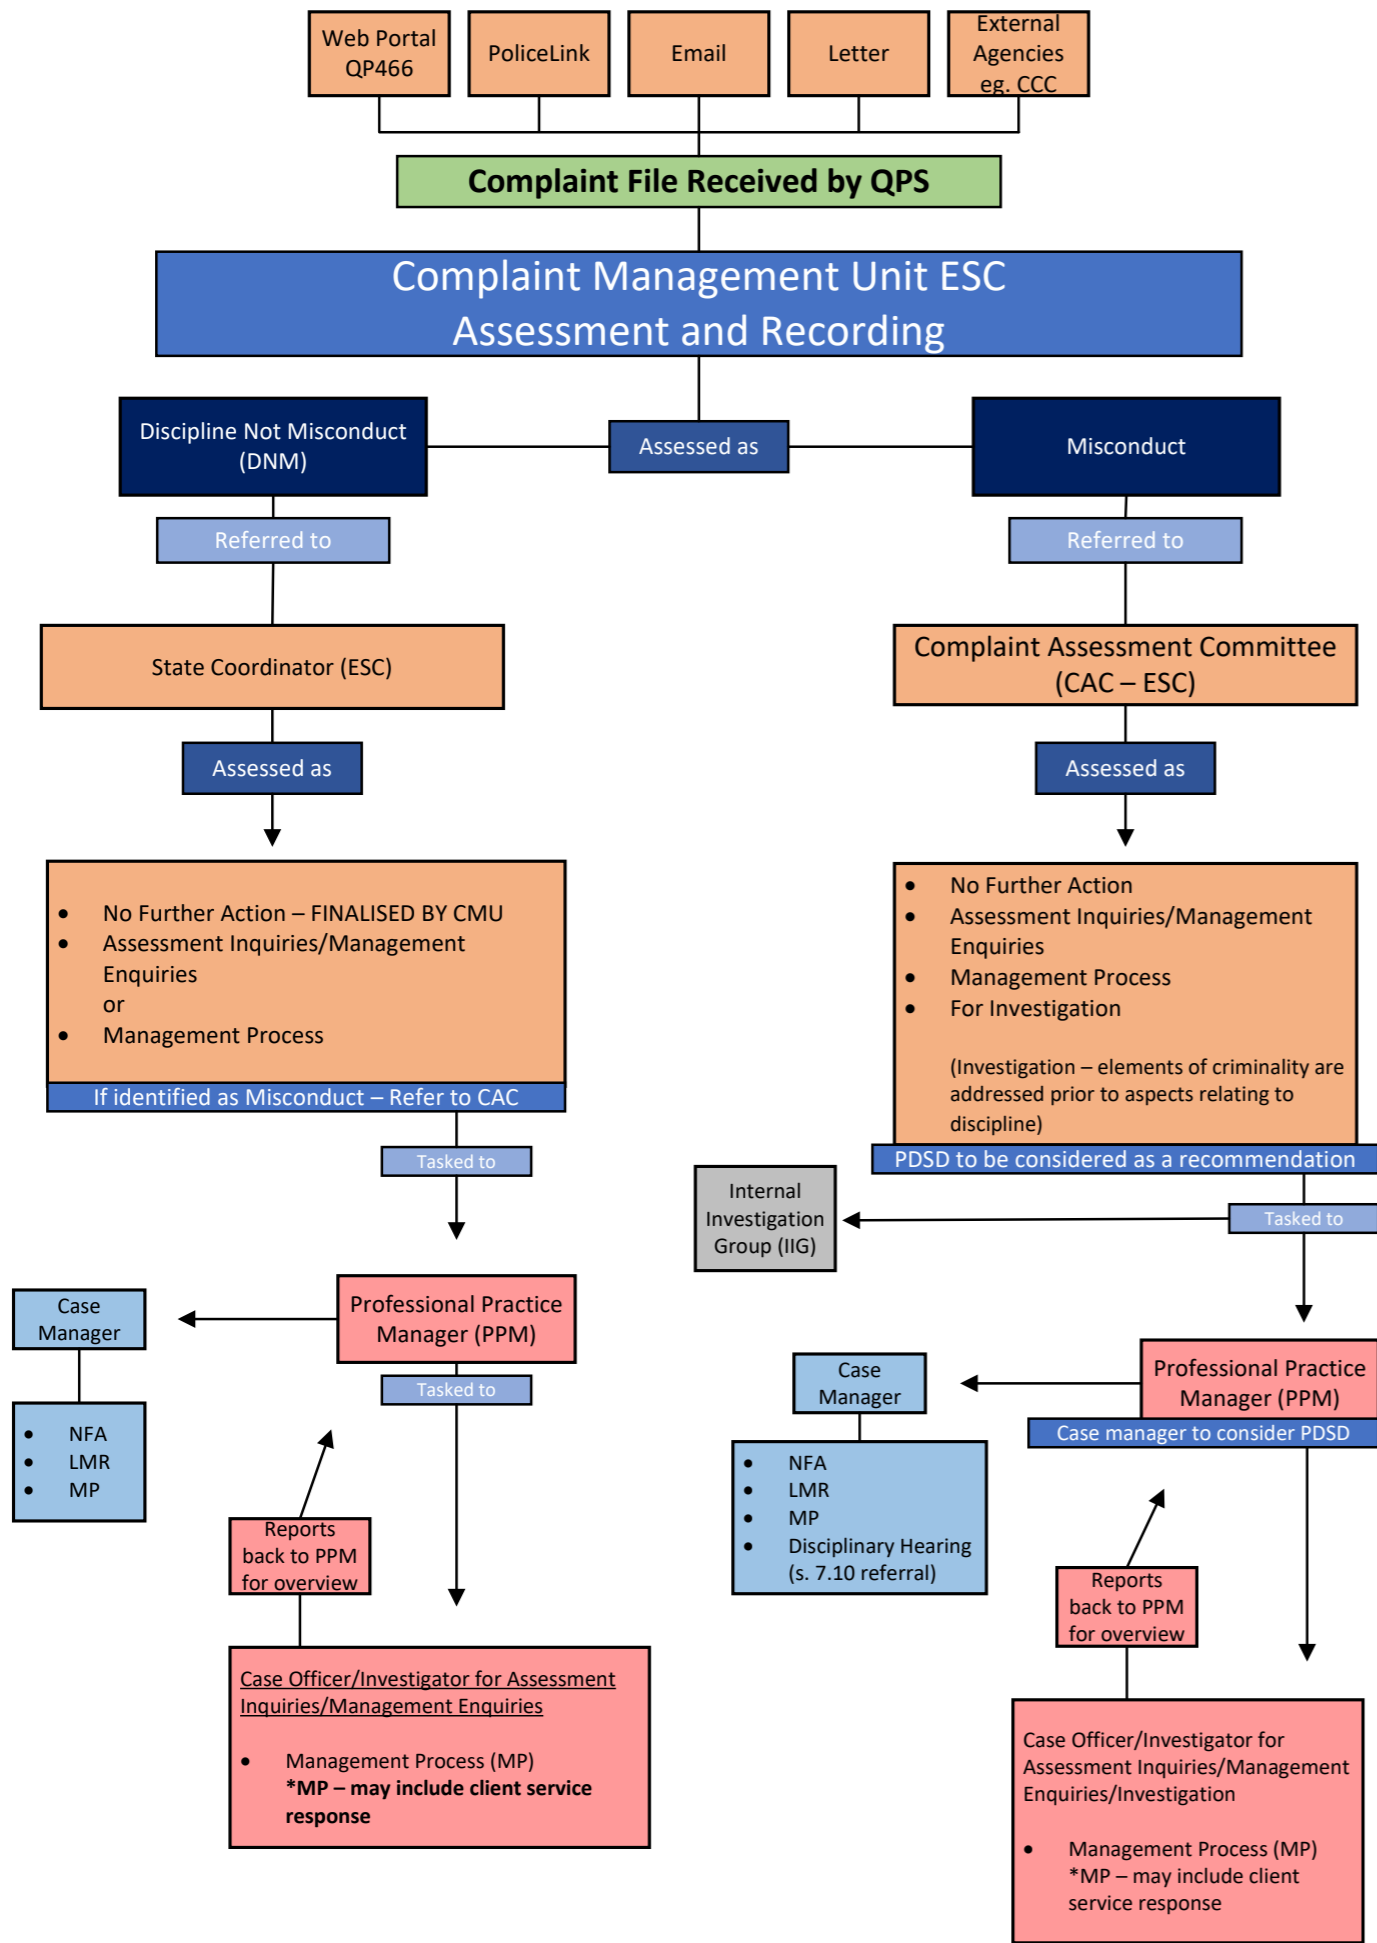 Web Portal
QP466
PoliceLink
Email
Letter
External
Agencies
eg. CCC
Complaint File Received by QPS
Complaint Management Unit ESC
Assessment and Recording
Discipline Not Misconduct
(DNM)
Assessed as
Misconduct
Referred to
Referred to
State Coordinator (ESC)
Complaint Assessment Committee
(CAC – ESC)
Assessed as
Assessed as
• No Further Action – FINALISED BY CMU
• Assessment Inquiries/Management
Enquiries
or
• Management Process
If identified as Misconduct – Refer to CAC
• No Further Action
• Assessment Inquiries/Management
Enquiries
• Management Process
• For Investigation
(Investigation – elements of criminality are
addressed prior to aspects relating to
discipline)
PDSD to be considered as a recommendation
Tasked to
Internal
Investigation
Group (IIG)
Tasked to
Case
Manager
Professional Practice
Manager (PPM)
Tasked to
• NFA
• LMR
• MP
Case
Manager
Professional Practice
Manager (PPM)
Case manager to consider PDSD
• NFA
• LMR
• MP
• Disciplinary Hearing
(s. 7.10 referral)
Reports
back to PPM
for overview
Reports
back to PPM
for overview
Case Officer/Investigator for Assessment
Inquiries/Management Enquiries
• Management Process (MP)
*MP – may include client service
response
Case Officer/Investigator for
Assessment Inquiries/Management
Enquiries/Investigation
• Management Process (MP)
*MP – may include client
service response